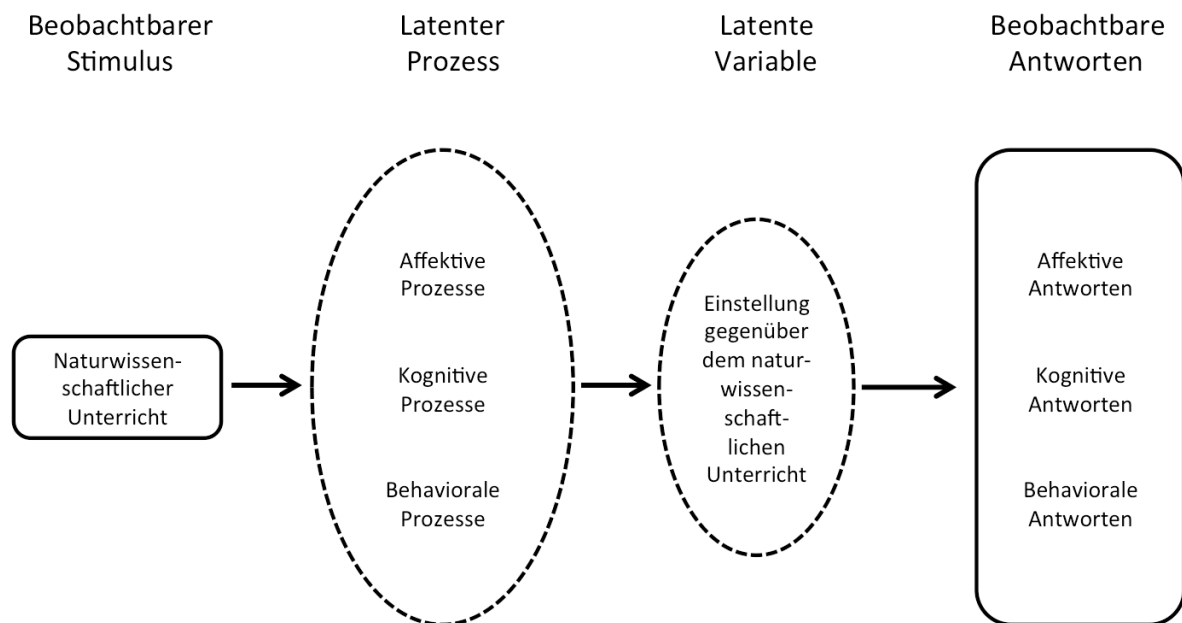 Beobachtbarer
Stimulus
Latenter
Prozess
Latente
Variable
Beobachtbare
Antworten
Naturwissen-
schaftlicher
Unterricht
Affektive
Prozesse
Kognitive
Prozesse
Behaviorale
Prozesse
Einstellung
gegenüber
dem natur-
wissen-
schaft-
lichen
Unterricht
Affektive
Antworten
Kognitive
Antworten
Behaviorale
Antworten